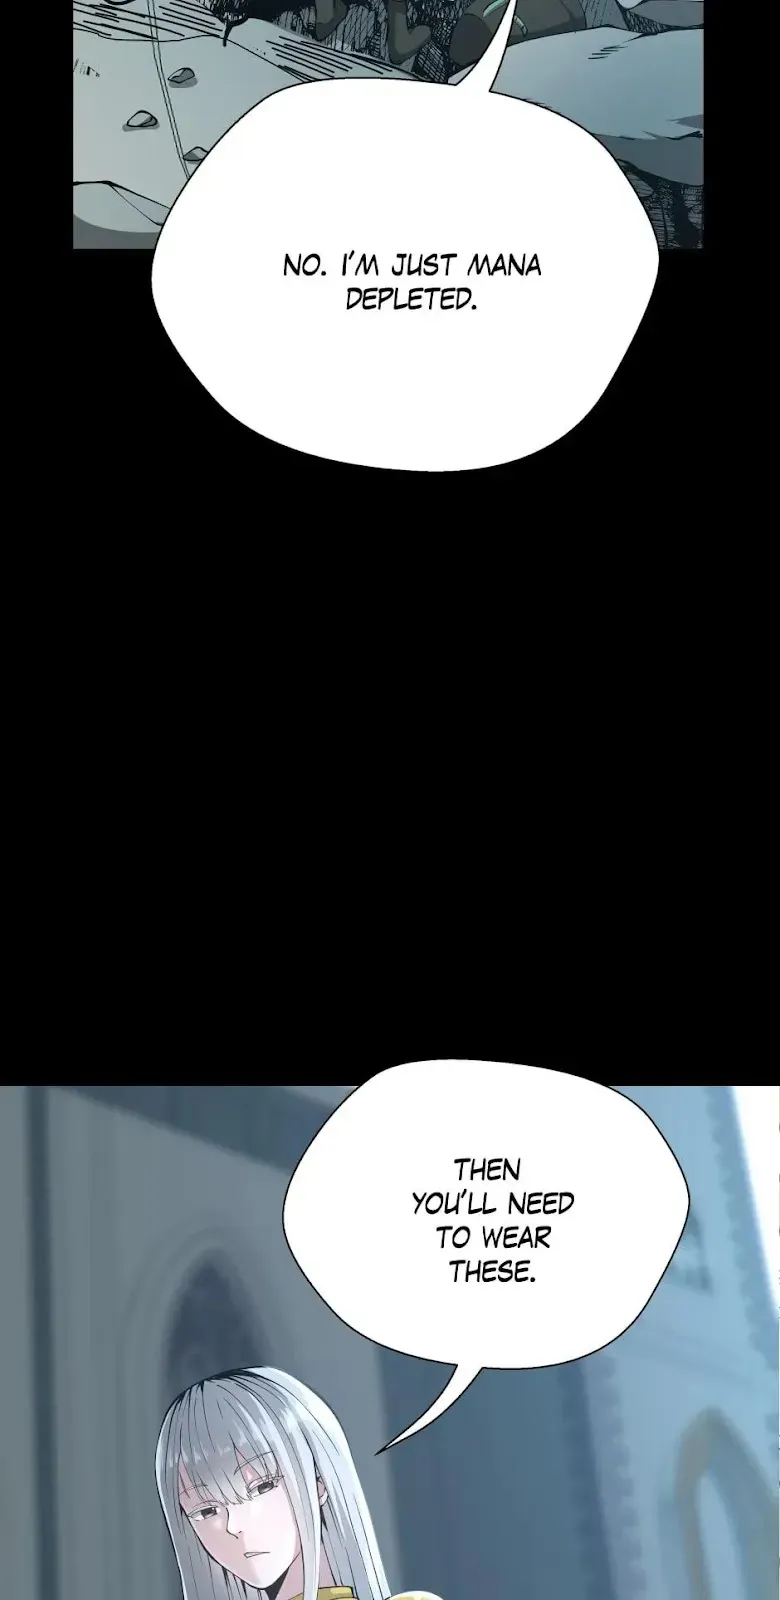 NO. I'M JUST MANA
DEPLETED.
THEN
YOU'LL NEED
TO WEAR
THESE.